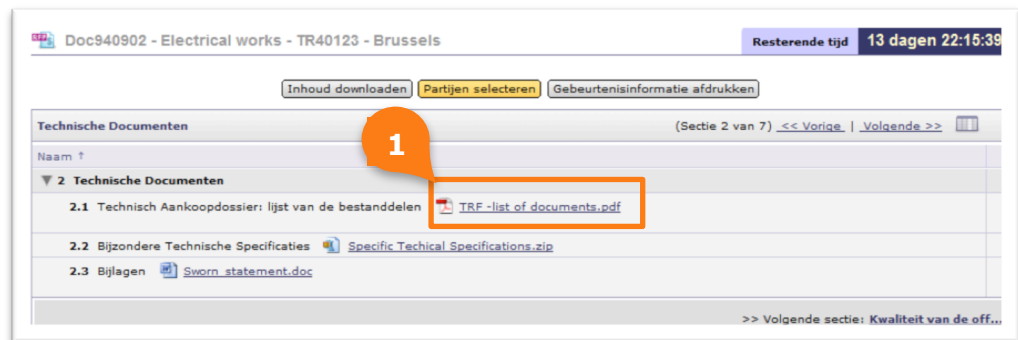 Doc940902 - Electrical works - TR40123 - Brussels
Resterende tijd 13 dagen 22:15:39
Inhoud downloaden Partijen selecteren Gebeurtenisinformatie afdrukken
Technische Documenten (Sectie 2 van 7) << Vorige | Volgende >>
1
Naam ↑
▼ 2 Technische Documenten
2.1 Technisch Aankoopdossier: lijst van de bestanddelen TRF -list of documents.pdf
2.2 Bijzondere Technische Specificaties Specific Techical Specifications.zip
2.3 Bijlagen Sworn statement.doc
>> Volgende sectie: Kwaliteit van de off...